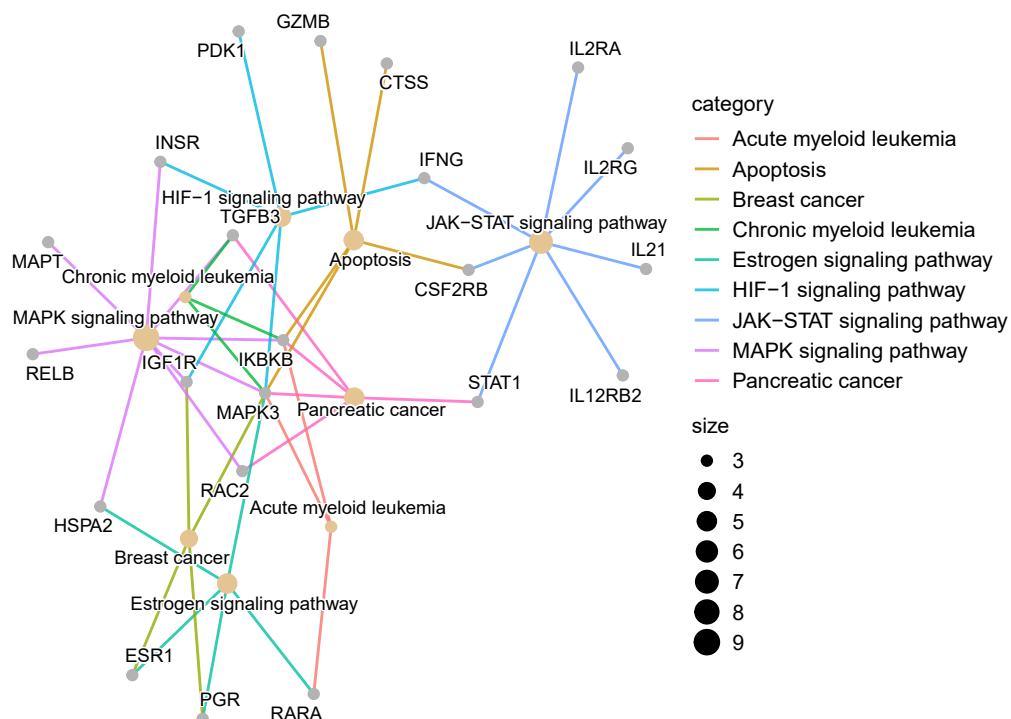 GZMB
PDK1
IL2RA
CTSS
category
INSR
IFNG
IL2RG
Acute myeloid leukemia
Apoptosis
Breast cancer
Chronic myeloid leukemia
Estrogen signaling pathway
HIF−1 signaling pathway
JAK−STAT signaling pathway
MAPK signaling pathway
Pancreatic cancer
HIF−1 signaling pathway
TGFB3
JAK−STAT signaling pathway
MAPT
Apoptosis
IL21
Chronic myeloid leukemia
CSF2RB
MAPK signaling pathway
RELB
IGF1R
IKBKB
STAT1
IL12RB2
MAPK3
Pancreatic cancer
size
3
4
5
6
7
8
9
RAC2
Acute myeloid leukemia
HSPA2
Breast cancer
Estrogen signaling pathway
ESR1
PGR
RARA